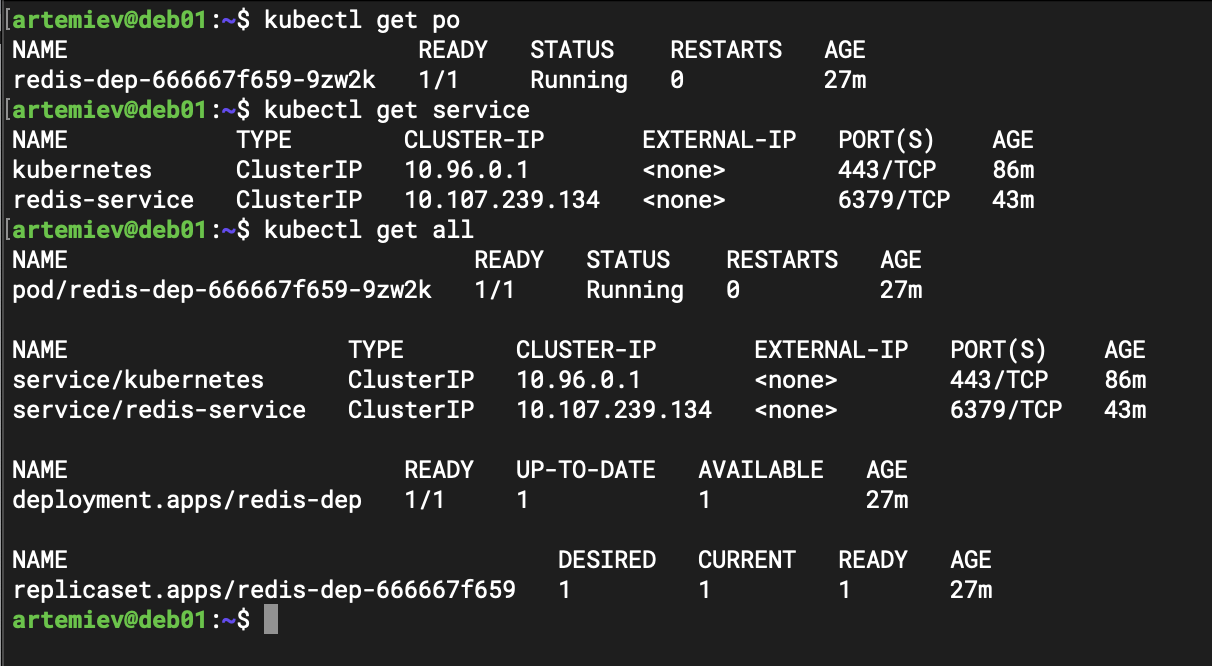 [artemiev@deb01:~$ kubectl get po
NAME                         READY   STATUS    RESTARTS   AGE
redis-dep-666667f659-9zw2k   1/1     Running   0          27m
[artemiev@deb01:~$ kubectl get service
NAME            TYPE        CLUSTER-IP       EXTERNAL-IP   PORT(S)    AGE
kubernetes      ClusterIP   10.96.0.1        <none>        443/TCP    86m
redis-service   ClusterIP   10.107.239.134   <none>        6379/TCP   43m
[artemiev@deb01:~$ kubectl get all
NAME                             READY   STATUS    RESTARTS   AGE
pod/redis-dep-666667f659-9zw2k   1/1     Running   0          27m

NAME                    TYPE        CLUSTER-IP       EXTERNAL-IP   PORT(S)    AGE
service/kubernetes      ClusterIP   10.96.0.1        <none>        443/TCP    86m
service/redis-service   ClusterIP   10.107.239.134   <none>        6379/TCP   43m

NAME                        READY   UP-TO-DATE   AVAILABLE   AGE
deployment.apps/redis-dep   1/1     1            1           27m

NAME                                   DESIRED   CURRENT   READY   AGE
replicaset.apps/redis-dep-666667f659   1         1         1       27m
artemiev@deb01:~$